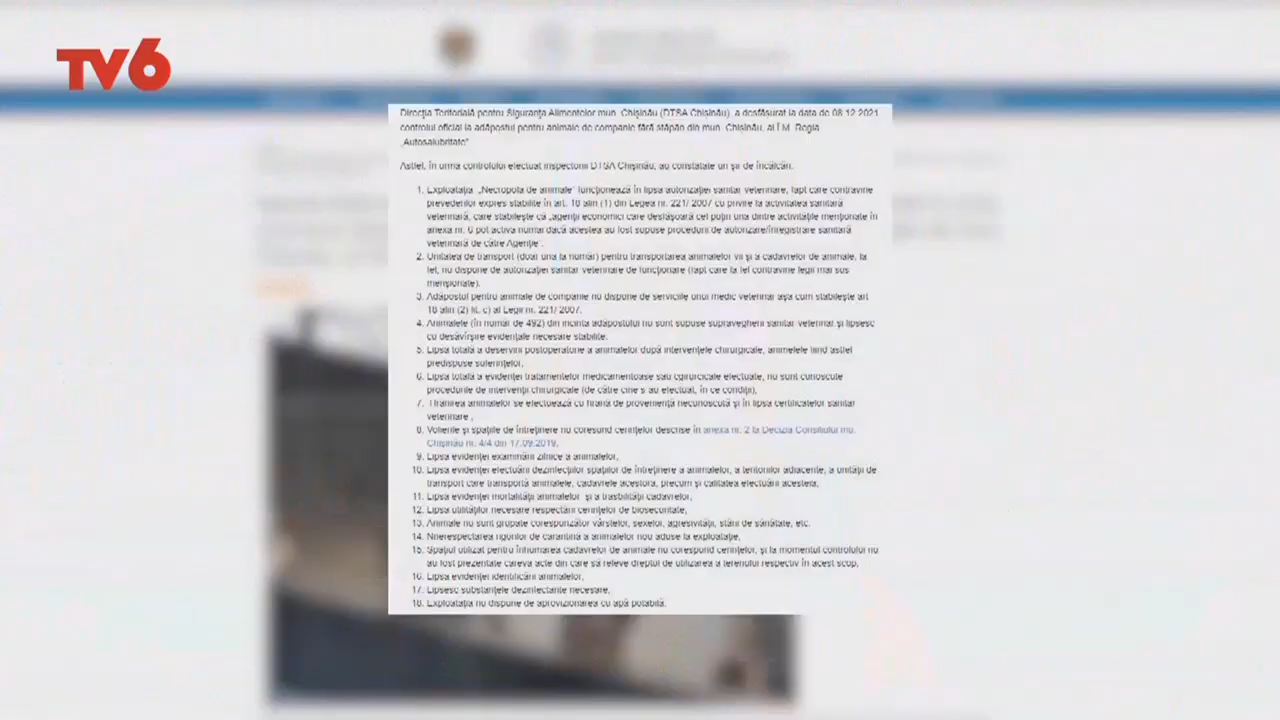 TV6
Direcția Teritorială pentru Siguranța Alimentelor mun. Chișinău (DTSA Chișinău), a desfășurat la data de 08.12.2021
controlul oficial la adăpostul pentru animale de companie fără stăpân din mun. Chișinău, al Î.M. Regia
„Autosalubritate"
Astfel, în urma controlului efectuat inspectorii DTSA Chișinău, au constatate un șir de încălcări.
1. Exploatația „Necropola de animale" funcționează în lipsa autorizației sanitar veterinare, fapt care contravine
prevederilor expres stabilite în art. 18 alin (1) din Legea nr. 221/ 2007 cu privire la activitatea sanitară
veterinară, care stabilește că „agenții economici care desfășoară cel puțin una dintre activitățile menționate în
anexa nr. 6 pot activa numai dacă acestea au fost supuse procedurii de autorizare/înregistrare sanitară
veterinară de către Agenție".
2. Unitatea de transport (doar una la număr) pentru transportarea animalelor vii și a cadavrelor de animale, la
fel, nu dispune de autorizației sanitar veterinare de funcționare (fapt care la fel contravine legii mai sus
menționate).
3. Adăpostul pentru animale de companie nu dispune de serviciile unui medic veterinar așa cum stabilește art
18 alin (2) lit. c) al Legii nr. 221/ 2007.
4. Animalele (în număr de 492) din incinta adăpostului nu sunt supuse supravegherii sanitar veterinar și lipsesc
cu desăvîrșire evidențele necesare stabilite.
5. Lipsa totală a deservirii postoperatorie a animalelor după intervențele chirurgicale, animelele fiind astfel
predispuse suferințelor,
6. Lipsa totală a evidenței tratamentelor medicamentoase sau cgirurcicale efectuate, nu sunt cunoscute
procedurile de intervenții chirurgicale (de către cine s-au efectuat, în ce condiții),
7. Hrănirea animalelor se efectuează cu hrană de proveniență necunoscută și în lipsa certificatelor sanitar
veterinare ,
8. Volierile și spațiile de întreținere nu coresund cerințelor descrise în anexa nr. 2 la Decizia Consiliului mu.
Chișinău nr. 4/4 din 17.09.2019,
9. Lipsa evidenței examinării zilnice a animalelor,
10. Lipsa evidenței efectuării dezinfecțiilor spațiilor de întreținere a animalelor, a teritoriilor adiacente, a unității de
transport care transportă animalele, cadavrele acestora, precum și calitatea efectuării acesteia,
11. Lipsa evidenței mortalității animalelor și a trasbilității cadavrelor,
12. Lipsa utilităților necesare respectării cerințelor de biosecuritate,
13. Animale nu sunt grupate corespunzător vârstelor, sexelor, agresivității, stării de sănătate, etc.
14. Nnerespectarea rigorilor de carantină a animalelor nou aduse la exploatație,
15. Spațiul utilizat pentru înhumarea cadavrelor de animale nu corespond cerințelor, și la momentul controlului nu
au fost prezentate careva acte din care să releve dreptul de utilizarea a terenului respectiv în acest scop,
16. Lipsa evidenței identificării animalelor,
17. Lipsesc substanțele dezinfectante necesare,
18. Exploatația nu dispune de aprovizionarea cu apă potabilă.